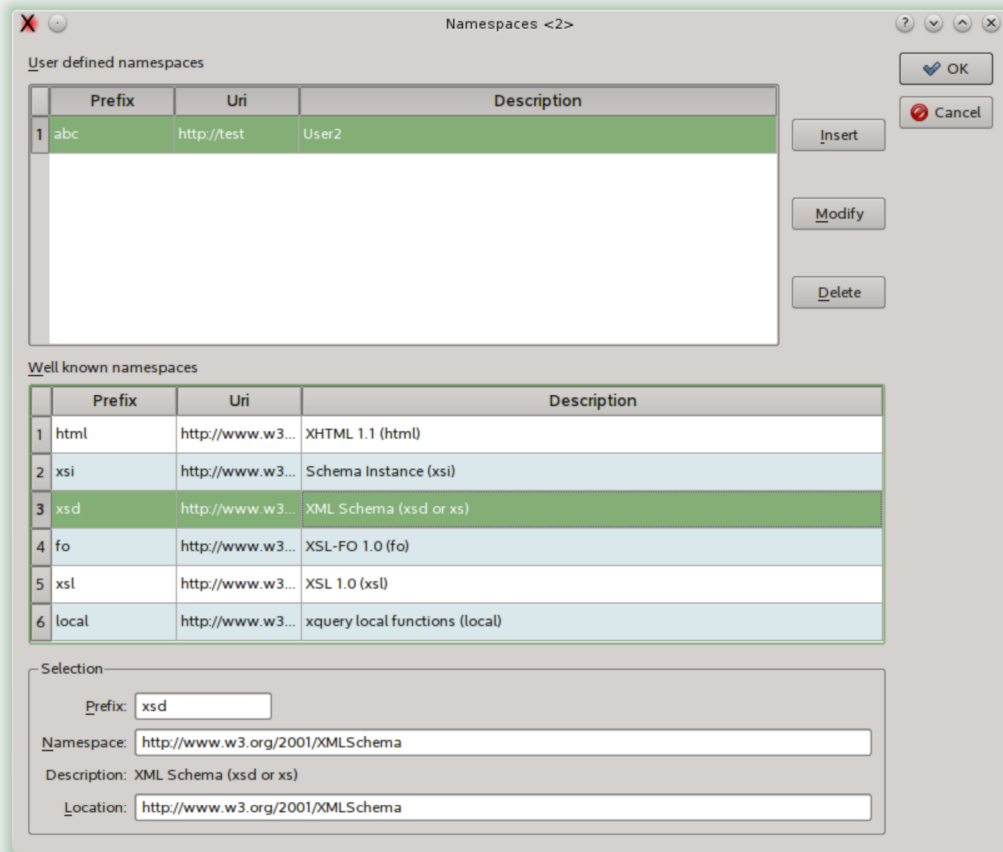 Namespaces <2>
User defined namespaces
OK
Cancel
Prefix Uri Description
1 abc http://test User2
Insert
Modify
Delete
Well known namespaces
Prefix Uri Description
1 html http://www.w3... XHTML 1.1 (html)
2 xsi http://www.w3... Schema Instance (xsi)
3 xsd http://www.w3... XML Schema (xsd or xs)
4 fo http://www.w3... XSL-FO 1.0 (fo)
5 xsl http://www.w3... XSL 1.0 (xsl)
6 local http://www.w3... xquery local functions (local)
Selection
Prefix: xsd
Namespace: http://www.w3.org/2001/XMLSchema
Description: XML Schema (xsd or xs)
Location: http://www.w3.org/2001/XMLSchema